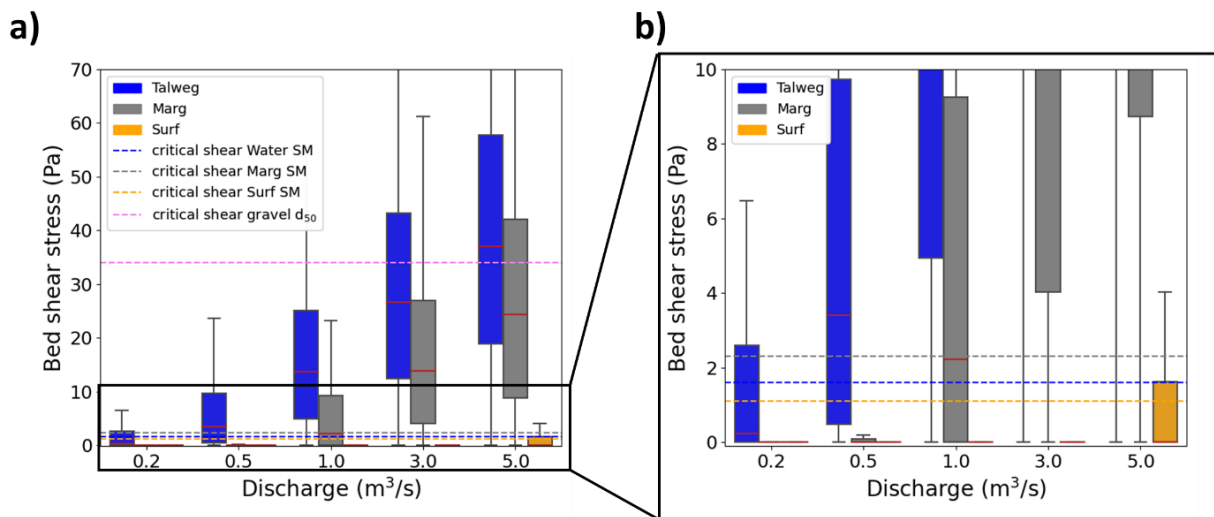 a)
70
60
50
40
30
20
10
0
Bed shear stress (Pa)
Talweg
Marg
Surf
critical shear Water SM
critical shear Marg SM
critical shear Surf SM
critical shear gravel d₅₀
0.2 0.5 1.0 3.0 5.0
Discharge (m³/s)
b)
10
8
6
4
2
0
Bed shear stress (Pa)
Talweg
Marg
Surf
0.2 0.5 1.0 3.0 5.0
Discharge (m³/s)